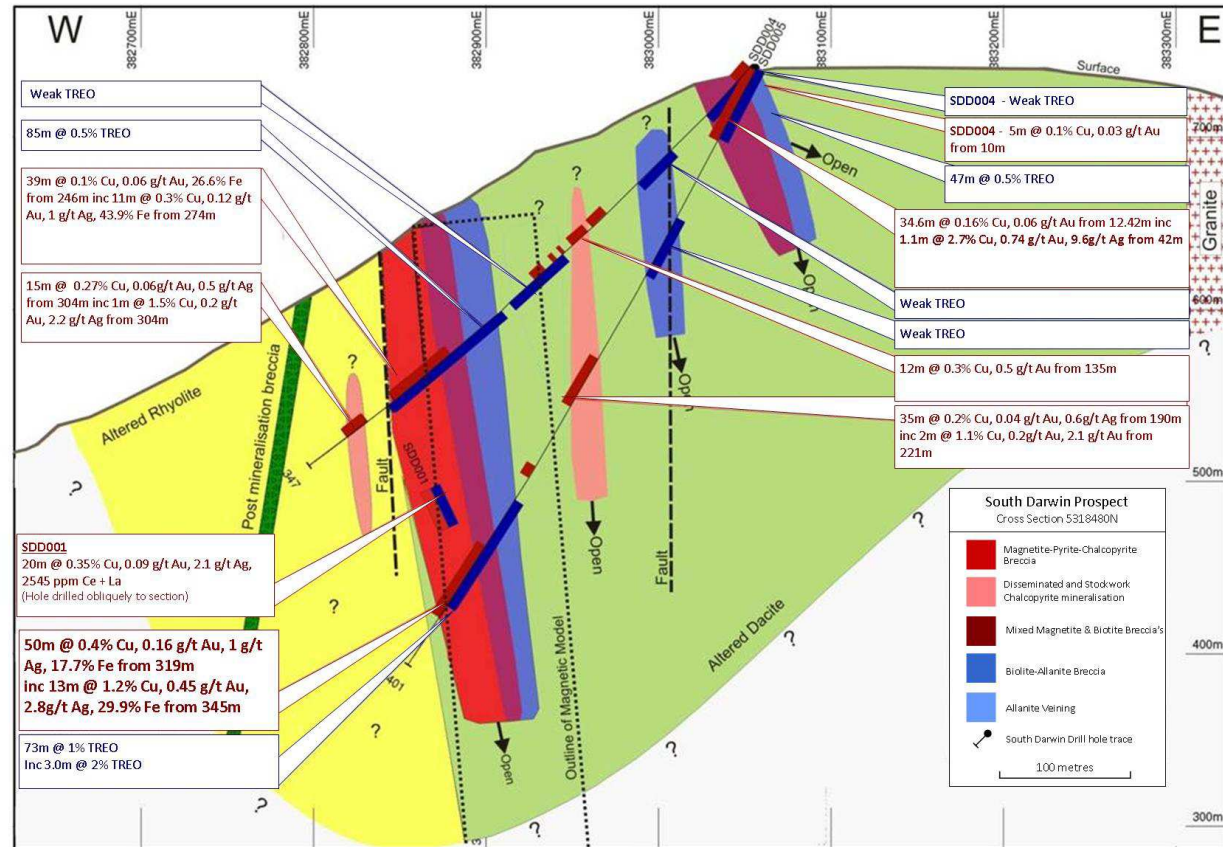 W
E
382700mE
382800mE
382900mE
383000mE
383100mE
383200mE
383300mE
SDD004
SDD005
Surface
Weak TREO
85m @ 0.5% TREO
39m @ 0.1% Cu, 0.06 g/t Au, 26.6% Fe
from 246m inc 11m @ 0.3% Cu, 0.12 g/t
Au, 1 g/t Ag, 43.9% Fe from 274m
15m @ 0.27% Cu, 0.06g/t Au, 0.5 g/t Ag
from 304m inc 1m @ 1.5% Cu, 0.2 g/t
Au, 2.2 g/t Ag from 304m
SDD004 - Weak TREO
SDD004 - 5m @ 0.1% Cu, 0.03 g/t Au
from 10m
47m @ 0.5% TREO
34.6m @ 0.16% Cu, 0.06 g/t Au from 12.42m inc
1.1m @ 2.7% Cu, 0.74 g/t Au, 9.6g/t Ag from 42m
Weak TREO
Weak TREO
12m @ 0.3% Cu, 0.5 g/t Au from 135m
35m @ 0.2% Cu, 0.04 g/t Au, 0.6g/t Ag from 190m
inc 2m @ 1.1% Cu, 0.2g/t Au, 2.1 g/t Au from
221m
700m
600m
500m
400m
300m
Granite
Open
Open
Open
Open
Open
?
?
?
?
?
?
?
?
?
?
?
?
?
?
Altered Rhyolite
Post mineralisation breccia
Fault
Fault
347
401
SDD001
Outline of Magnetic Model
Altered Dacite
SDD001
20m @ 0.35% Cu, 0.09 g/t Au, 2.1 g/t Ag,
2545 ppm Ce + La
(Hole drilled obliquely to section)
50m @ 0.4% Cu, 0.16 g/t Au, 1 g/t
Ag, 17.7% Fe from 319m
inc 13m @ 1.2% Cu, 0.45 g/t Au,
2.8g/t Ag, 29.9% Fe from 345m
73m @ 1% TREO
Inc 3.0m @ 2% TREO
South Darwin Prospect
Cross Section 5318480N
Magnetite-Pyrite-Chalcopyrite
Breccia
Disseminated and Stockwork
Chalcopyrite mineralisation
Mixed Magnetite & Biotite Breccia's
Biolite-Allanite Breccia
Allanite Veining
South Darwin Drill hole trace
100 metres